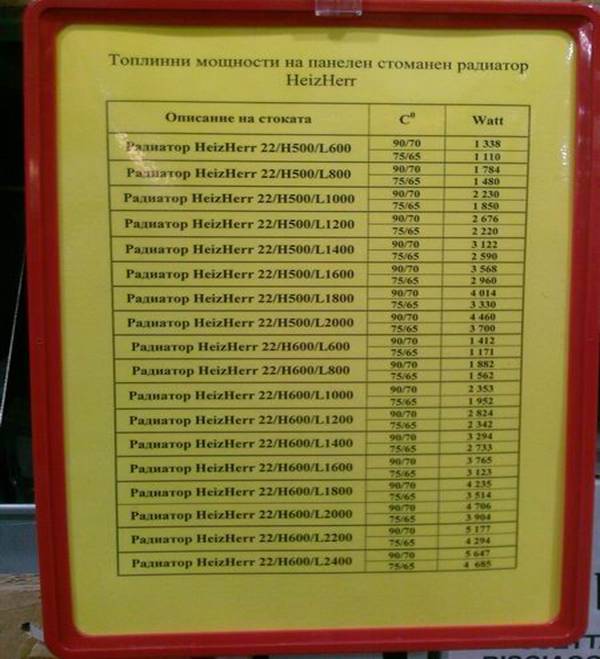 Топлинни мощности на панелен стоманен радиатор
HeizHerr
Описание на стоката C⁰ Watt
Радиатор HeizHerr 22/H500/L600 90/70 1 338
75/65 1 110
Радиатор HeizHerr 22/H500/L800 90/70 1 784
75/65 1 480
Радиатор HeizHerr 22/H500/L1000 90/70 2 230
75/65 1 850
Радиатор HeizHerr 22/H500/L1200 90/70 2 676
75/65 2 220
Радиатор HeizHerr 22/H500/L1400 90/70 3 122
75/65 2 590
Радиатор HeizHerr 22/H500/L1600 90/70 3 568
75/65 2 960
Радиатор HeizHerr 22/H500/L1800 90/70 4 014
75/65 3 330
Радиатор HeizHerr 22/H500/L2000 90/70 4 460
75/65 3 700
Радиатор HeizHerr 22/H600/L600 90/70 1 412
75/65 1 171
Радиатор HeizHerr 22/H600/L800 90/70 1 882
75/65 1 562
Радиатор HeizHerr 22/H600/L1000 90/70 2 353
75/65 1 952
Радиатор HeizHerr 22/H600/L1200 90/70 2 824
75/65 2 342
Радиатор HeizHerr 22/H600/L1400 90/70 3 294
75/65 2 733
Радиатор HeizHerr 22/H600/L1600 90/70 3 765
75/65 3 123
Радиатор HeizHerr 22/H600/L1800 90/70 4 235
75/65 3 514
Радиатор HeizHerr 22/H600/L2000 90/70 4 706
75/65 3 904
Радиатор HeizHerr 22/H600/L2200 90/70 5 177
75/65 4 294
Радиатор HeizHerr 22/H600/L2400 90/70 5 647
75/65 4 685